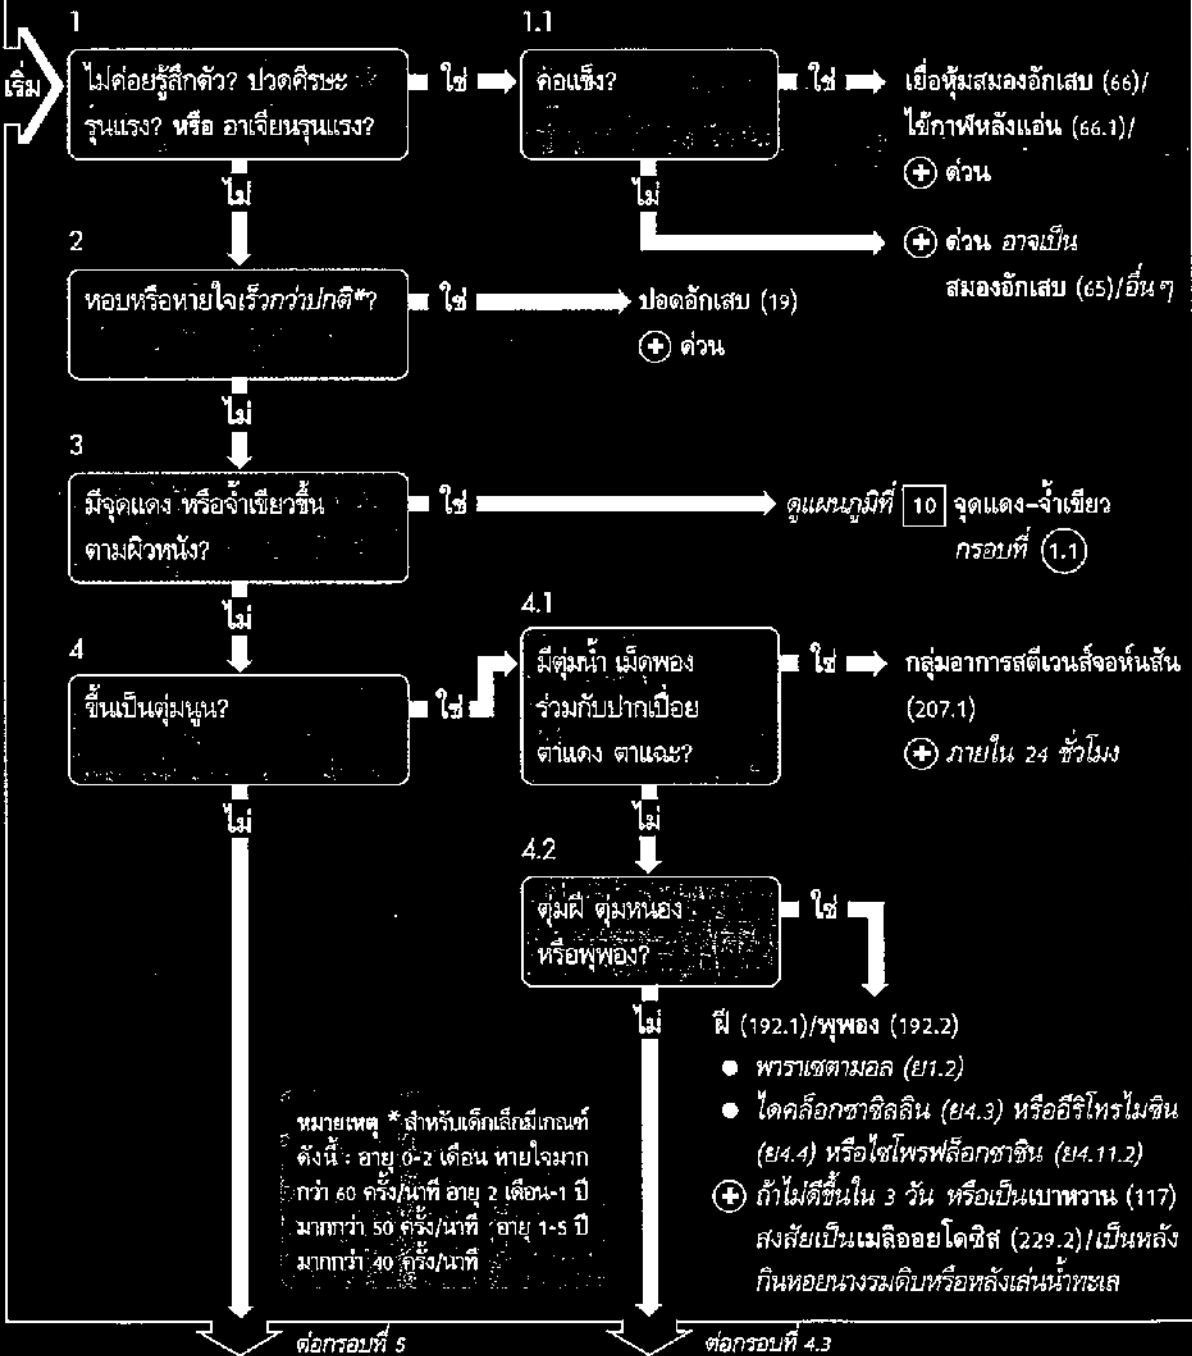 เริ่ม
1
ไม่ค่อยรู้สึกตัว? ปวดศีรษะ
รุนแรง? หรือ อาเจียนรุนแรง?
ใช่
1.1
คอแข็ง?
ใช่
เยื่อหุ้มสมองอักเสบ (66)/
ไข้กาฬหลังแอ่น (66.1)/
+ ด่วน
ไม่
ไม่
+ ด่วน อาจเป็น
สมองอักเสบ (65)/อื่นๆ
2
หอบหรือหายใจเร็วกว่าปกติ*?
ใช่
ปอดอักเสบ (19)
+ ด่วน
ไม่
3
มีจุดแดง หรือจ้ำเขียวขึ้น
ตามผิวหนัง?
ใช่
ดูแผนภูมิที่ 10 จุดแดง-จ้ำเขียว
กรอบที่ 1.1
ไม่
4
ขึ้นเป็นตุ่มนูน?
ใช่
4.1
มีตุ่มน้ำ เม็ดพอง
ร่วมกับปากเปื่อย
ตาแดง ตาแฉะ?
ใช่
กลุ่มอาการสตีเวนส์จอห์นสัน
(207.1)
+ ภายใน 24 ชั่วโมง
ไม่
ไม่
4.2
ตุ่มฝี ตุ่มหนอง
หรือพุพอง?
ใช่
ไม่
ฝี (192.1)/พุพอง (192.2)
● พาราเซตามอล (ย1.2)
● ไดคล็อกซาซิลลิน (ย4.3) หรืออีริโทรไมซิน
(ย4.4) หรือไซโพรฟล็อกซาซิน (ย4.11.2)
+ ถ้าไม่ดีขึ้นใน 3 วัน หรือเป็นเบาหวาน (117)
สงสัยเป็นเมลิออยโดซิส (229.2)/เป็นหลัง
กินหอยนางรมดิบหรือหลังเล่นน้ำทะเล
หมายเหตุ * สำหรับเด็กเล็กมีเกณฑ์
ดังนี้ : อายุ 0-2 เดือน หายใจมาก
กว่า 60 ครั้ง/นาที อายุ 2 เดือน-1 ปี
มากกว่า 50 ครั้ง/นาที อายุ 1-5 ปี
มากกว่า 40 ครั้ง/นาที
ต่อกรอบที่ 5
ต่อกรอบที่ 4.3